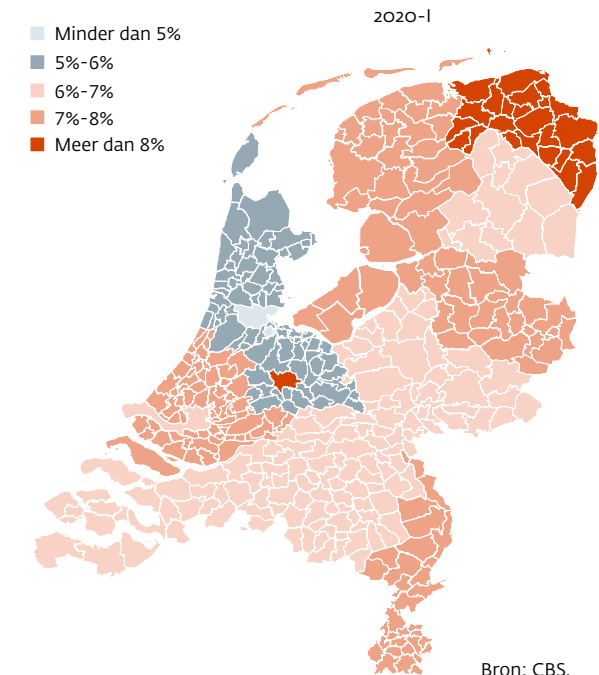 2020-I
Minder dan 5%
5%-6%
6%-7%
7%-8%
Meer dan 8%
Bron: CBS.